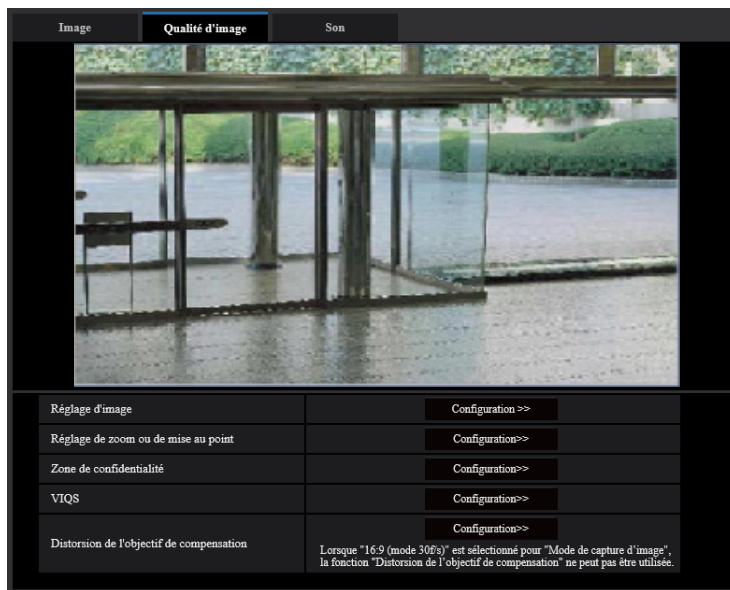 Image Qualité d'image Son
Réglage d'image Configuration >>
Réglage de zoom ou de mise au point Configuration>>
Zone de confidentialité Configuration>>
VIQS Configuration>>
Distorsion de l'objectif de compensation Configuration>>
Lorsque "16:9 (mode 30f/s)" est sélectionné pour "Mode de capture d'image",
la fonction "Distorsion de l'objectif de compensation" ne peut pas être utilisée.